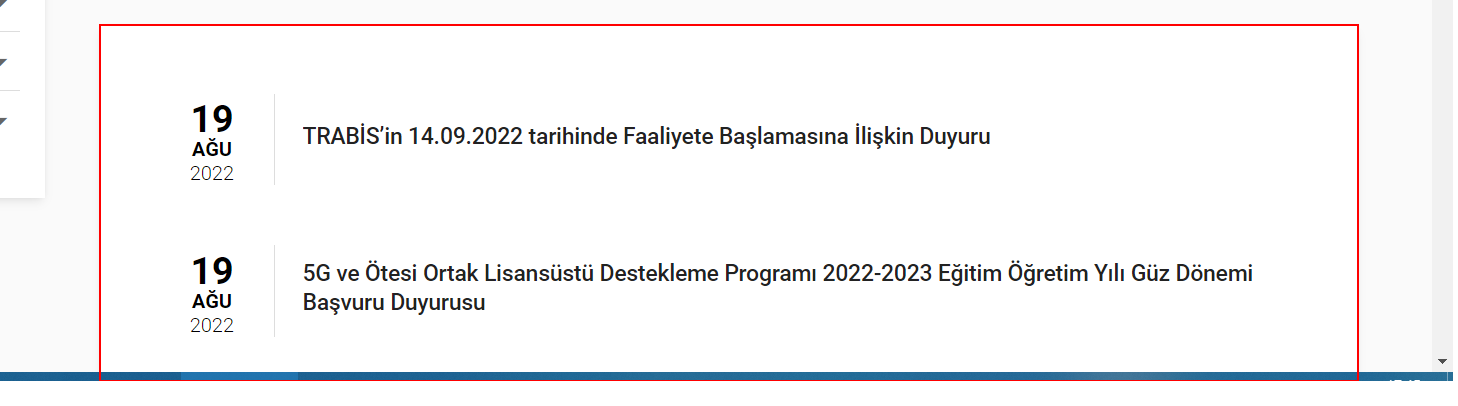 19
AĞU
2022
TRABİS’in 14.09.2022 tarihinde Faaliyete Başlamasına İlişkin Duyuru
19
AĞU
2022
5G ve Ötesi Ortak Lisansüstü Destekleme Programı 2022-2023 Eğitim Öğretim Yılı Güz Dönemi
Başvuru Duyurusu